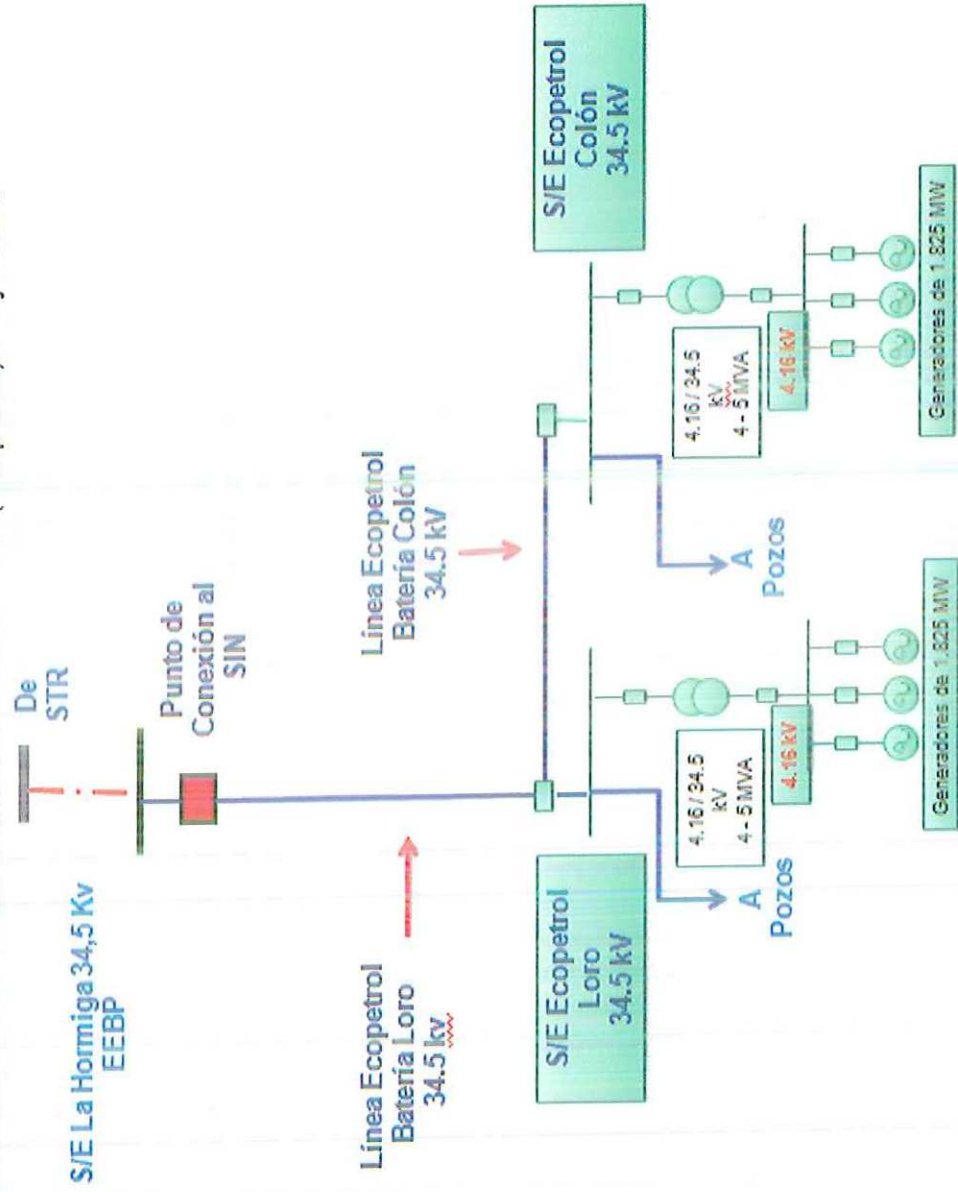 De
STR
S/E La Hormiga 34,5 Kv
EEBP
Punto de
Conexión al
SIN
Línea Ecopetrol
Batería Loro
34.5 kv
Línea Ecopetrol
Batería Colón
34.5 kV
S/E Ecopetrol
Loro
34.5 kV
S/E Ecopetrol
Colón
34.5 kV
A
Pozos
4.16 / 34.5
kV
4 - 5 MVA
4.16 kV
Generadores de 1.825 MW
A
Pozos
4.16 / 34.5
kV
4 - 5 MVA
4.16 kV
Generadores de 1.825 MW